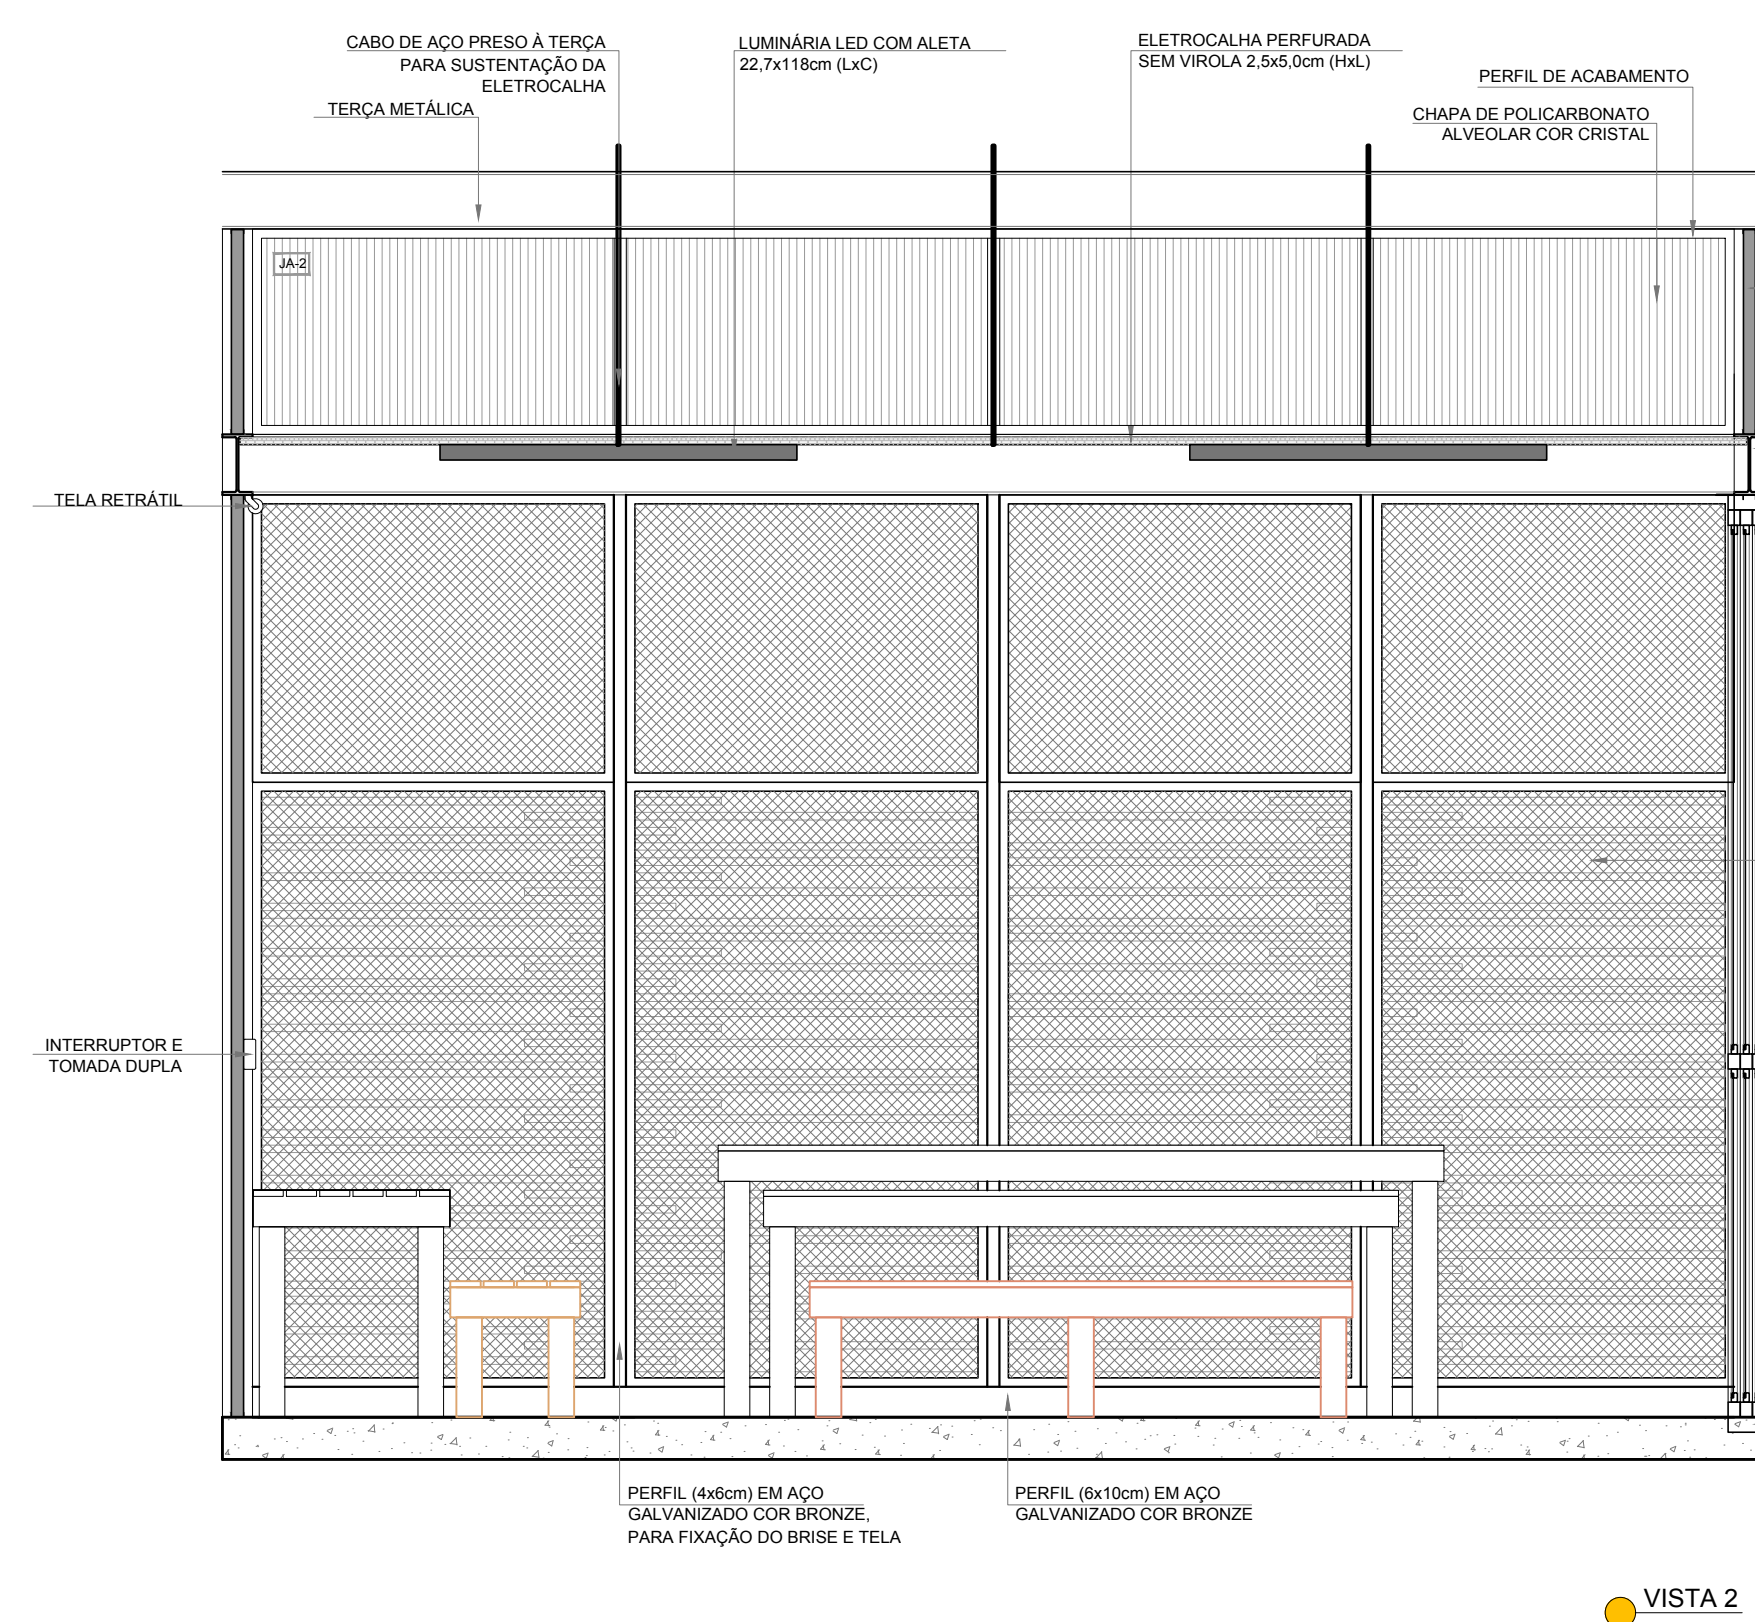 CABO DE AÇO PRESO À TERÇA
PARA SUSTENTAÇÃO DA
ELETROCALHA
TERÇA METÁLICA
LUMINÁRIA LED COM ALETA
22,7x118cm (LxC)
ELETROCALHA PERFURADA
SEM VIROLA 2,5x5,0cm (HxL)
PERFIL DE ACABAMENTO
CHAPA DE POLICARBONATO
ALVEOLAR COR CRISTAL
JA-2
TELA RETRÁTIL
INTERRUPTOR E
TOMADA DUPLA
PERFIL (4x6cm) EM AÇO
GALVANIZADO COR BRONZE,
PARA FIXAÇÃO DO BRISE E TELA
PERFIL (6x10cm) EM AÇO
GALVANIZADO COR BRONZE
VISTA 2